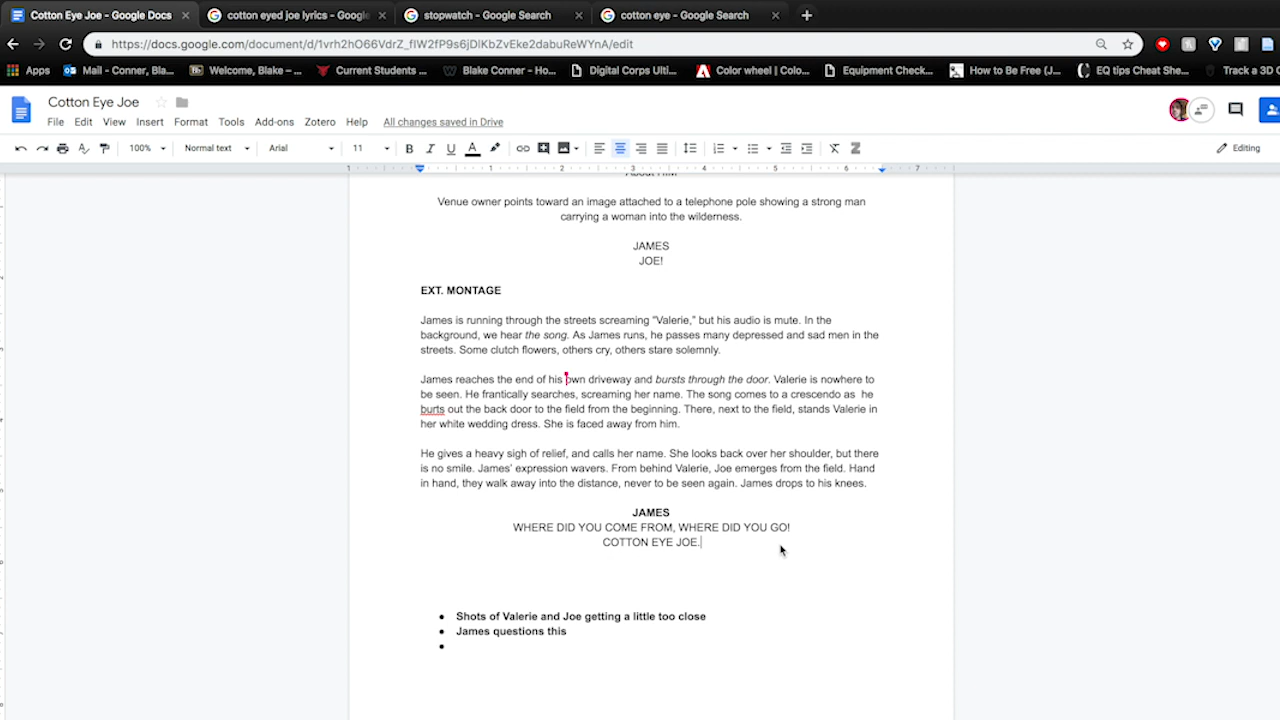 Cotton Eye Joe - Google Docs
cotton eyed joe lyrics - Google
stopwatch - Google Search
cotton eye - Google Search
https://docs.google.com/document/d/1vrh2hO66VdrZ_fIW2fP9s6jDlKbZvEke2dabuReWYnA/edit
Apps Mail - Conner, Bla... Welcome, Blake – ... Current Students ... Blake Conner - Ho... Digital Corps Ulti... Color wheel | Colo... Equipment Check... How to Be Free (J... EQ tips Cheat She... Track a 3D
Cotton Eye Joe
File Edit View Insert Format Tools Add-ons Zotero Help All changes saved in Drive
100% Normal text Arial 11 B I U A Editing
1 1 2 3 4 5 6 7
About HIM
Venue owner points toward an image attached to a telephone pole showing a strong man
carrying a woman into the wilderness.
JAMES
JOE!
EXT. MONTAGE
James is running through the streets screaming "Valerie," but his audio is mute. In the
background, we hear the song. As James runs, he passes many depressed and sad men in the
streets. Some clutch flowers, others cry, others stare solemnly.
James reaches the end of his own driveway and bursts through the door. Valerie is nowhere to
be seen. He frantically searches, screaming her name. The song comes to a crescendo as  he
burts out the back door to the field from the beginning. There, next to the field, stands Valerie in
her white wedding dress. She is faced away from him.
He gives a heavy sigh of relief, and calls her name. She looks back over her shoulder, but there
is no smile. James' expression wavers. From behind Valerie, Joe emerges from the field. Hand
in hand, they walk away into the distance, never to be seen again. James drops to his knees.
JAMES
WHERE DID YOU COME FROM, WHERE DID YOU GO!
COTTON EYE JOE.
● Shots of Valerie and Joe getting a little too close
● James questions this
●